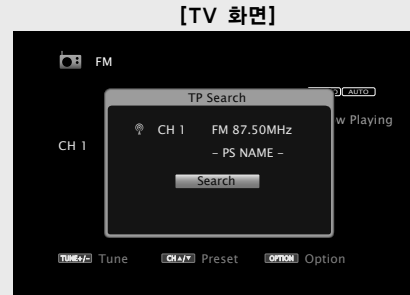 [TV 화면]
FM
AUTO
TP Search
w Playing
CH 1 FM 87.50MHz
CH 1
– PS NAME –
Search
TUNE+/- Tune CH▲/▼ Preset OPTION Option